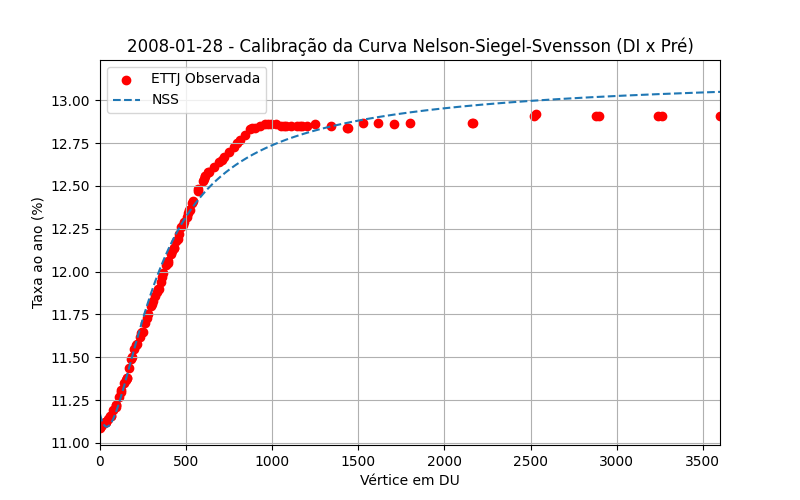 2008-01-28 - Calibração da Curva Nelson-Siegel-Svensson (DI x Pré)
ETTJ Observada
NSS
Taxa ao ano (%)
13.00
12.75
12.50
12.25
12.00
11.75
11.50
11.25
11.00
0 500 1000 1500 2000 2500 3000 3500
Vértice em DU